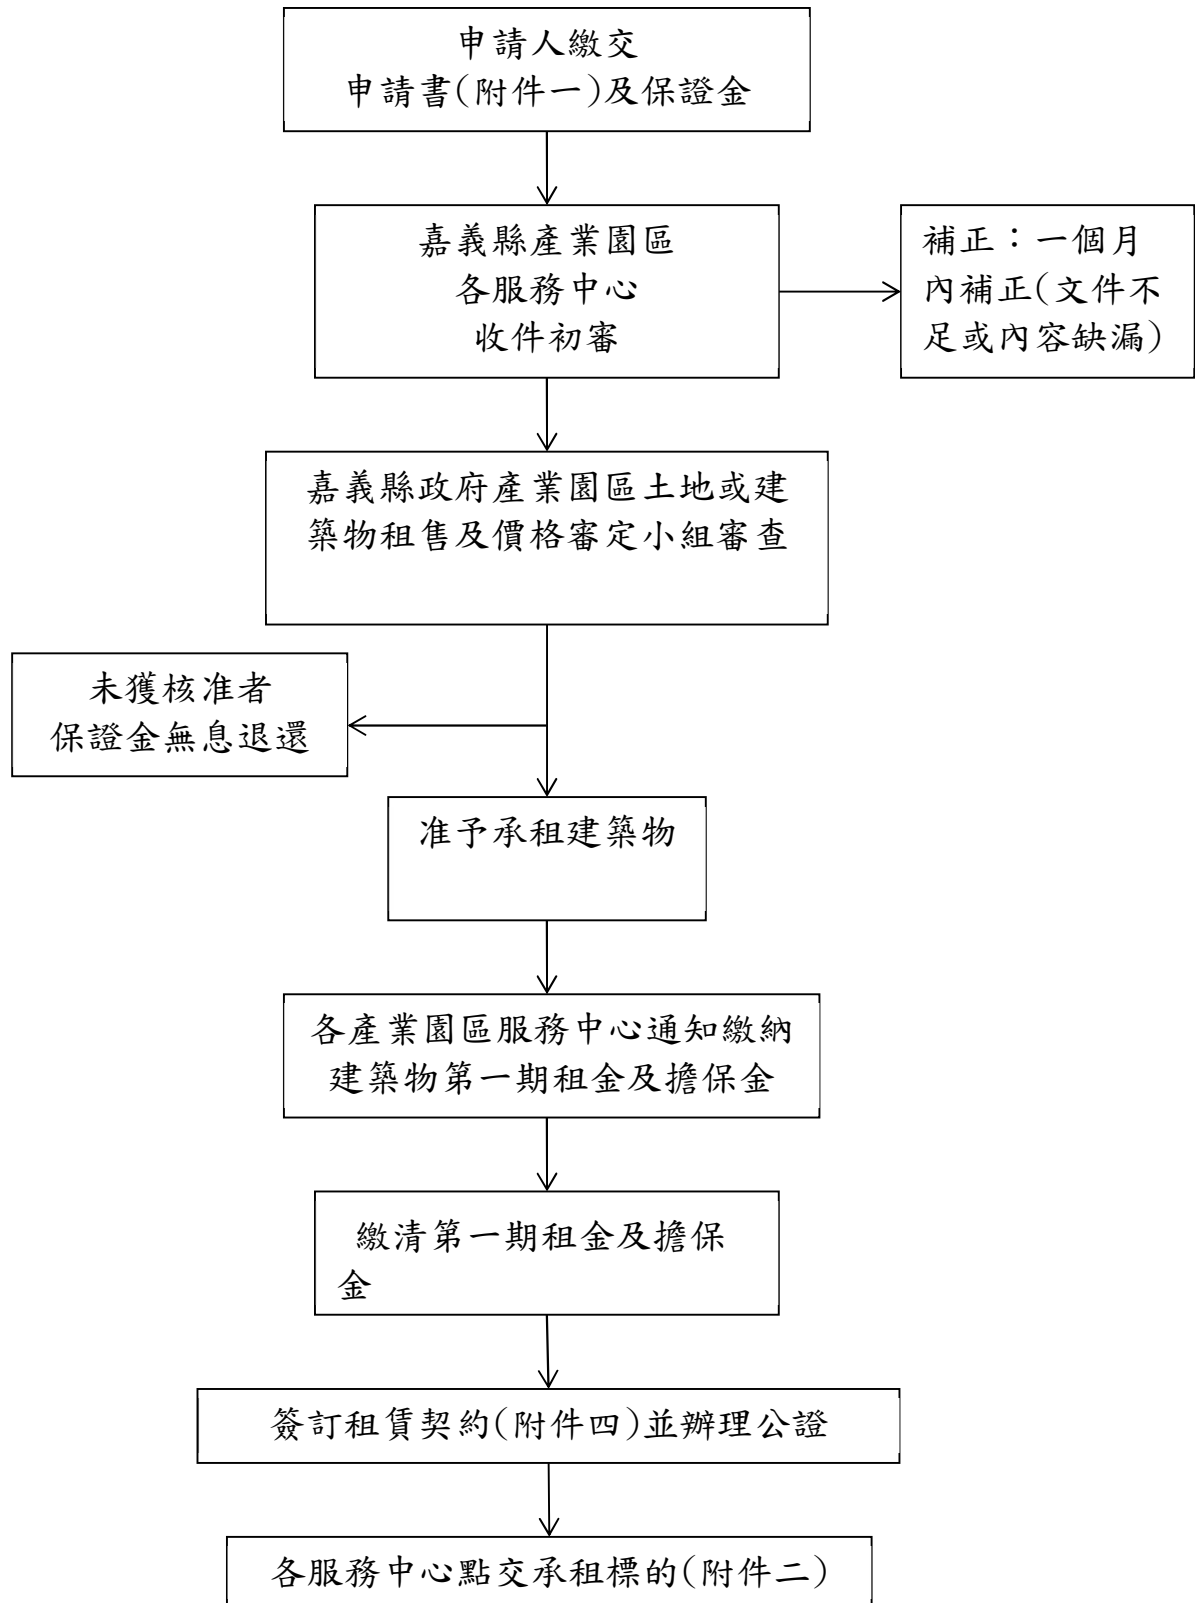 申請人繳交
申請書(附件一)及保證金
嘉義縣產業園區
各服務中心
收件初審
補正：一個月
內補正(文件不
足或內容缺漏)
嘉義縣政府產業園區土地或建
築物租售及價格審定小組審查
未獲核准者
保證金無息退還
准予承租建築物
各產業園區服務中心通知繳納
建築物第一期租金及擔保金
繳清第一期租金及擔保
金
簽訂租賃契約(附件四)並辦理公證
各服務中心點交承租標的(附件二)